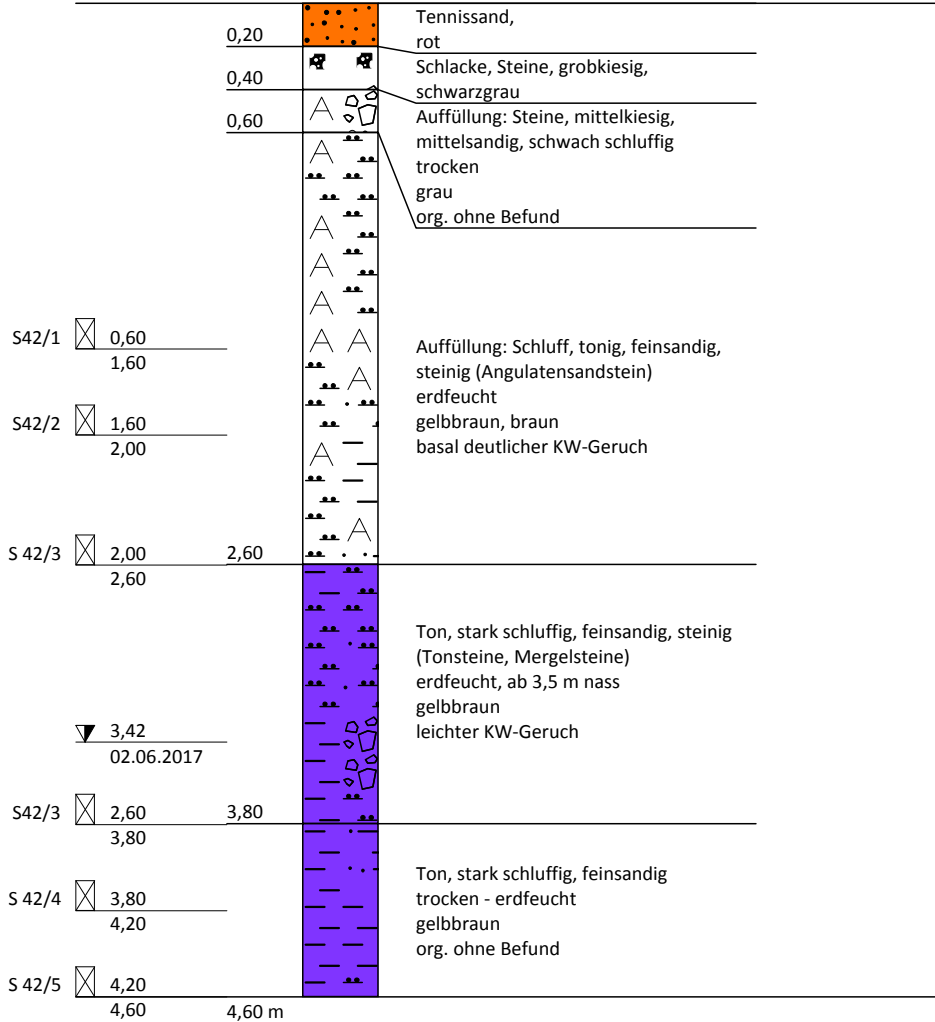 Tennissand,
rot
0,20
Schlacke, Steine, grobkiesig,
schwarzgrau
0,40
Auffüllung: Steine, mittelkiesig,
mittelsandig, schwach schluffig
trocken
grau
org. ohne Befund
0,60
S42/1 0,60
1,60
Auffüllung: Schluff, tonig, feinsandig,
steinig (Angulatensandstein)
erdfeucht
gelbbraun, braun
basal deutlicher KW-Geruch
S42/2 1,60
2,00
S 42/3 2,00 2,60
2,60
Ton, stark schluffig, feinsandig, steinig
(Tonsteine, Mergelsteine)
erdfeucht, ab 3,5 m nass
gelbbraun
leichter KW-Geruch
3,42
02.06.2017
S42/3 2,60 3,80
3,80
Ton, stark schluffig, feinsandig
trocken - erdfeucht
gelbbraun
org. ohne Befund
S 42/4 3,80
4,20
S 42/5 4,20
4,60 4,60 m